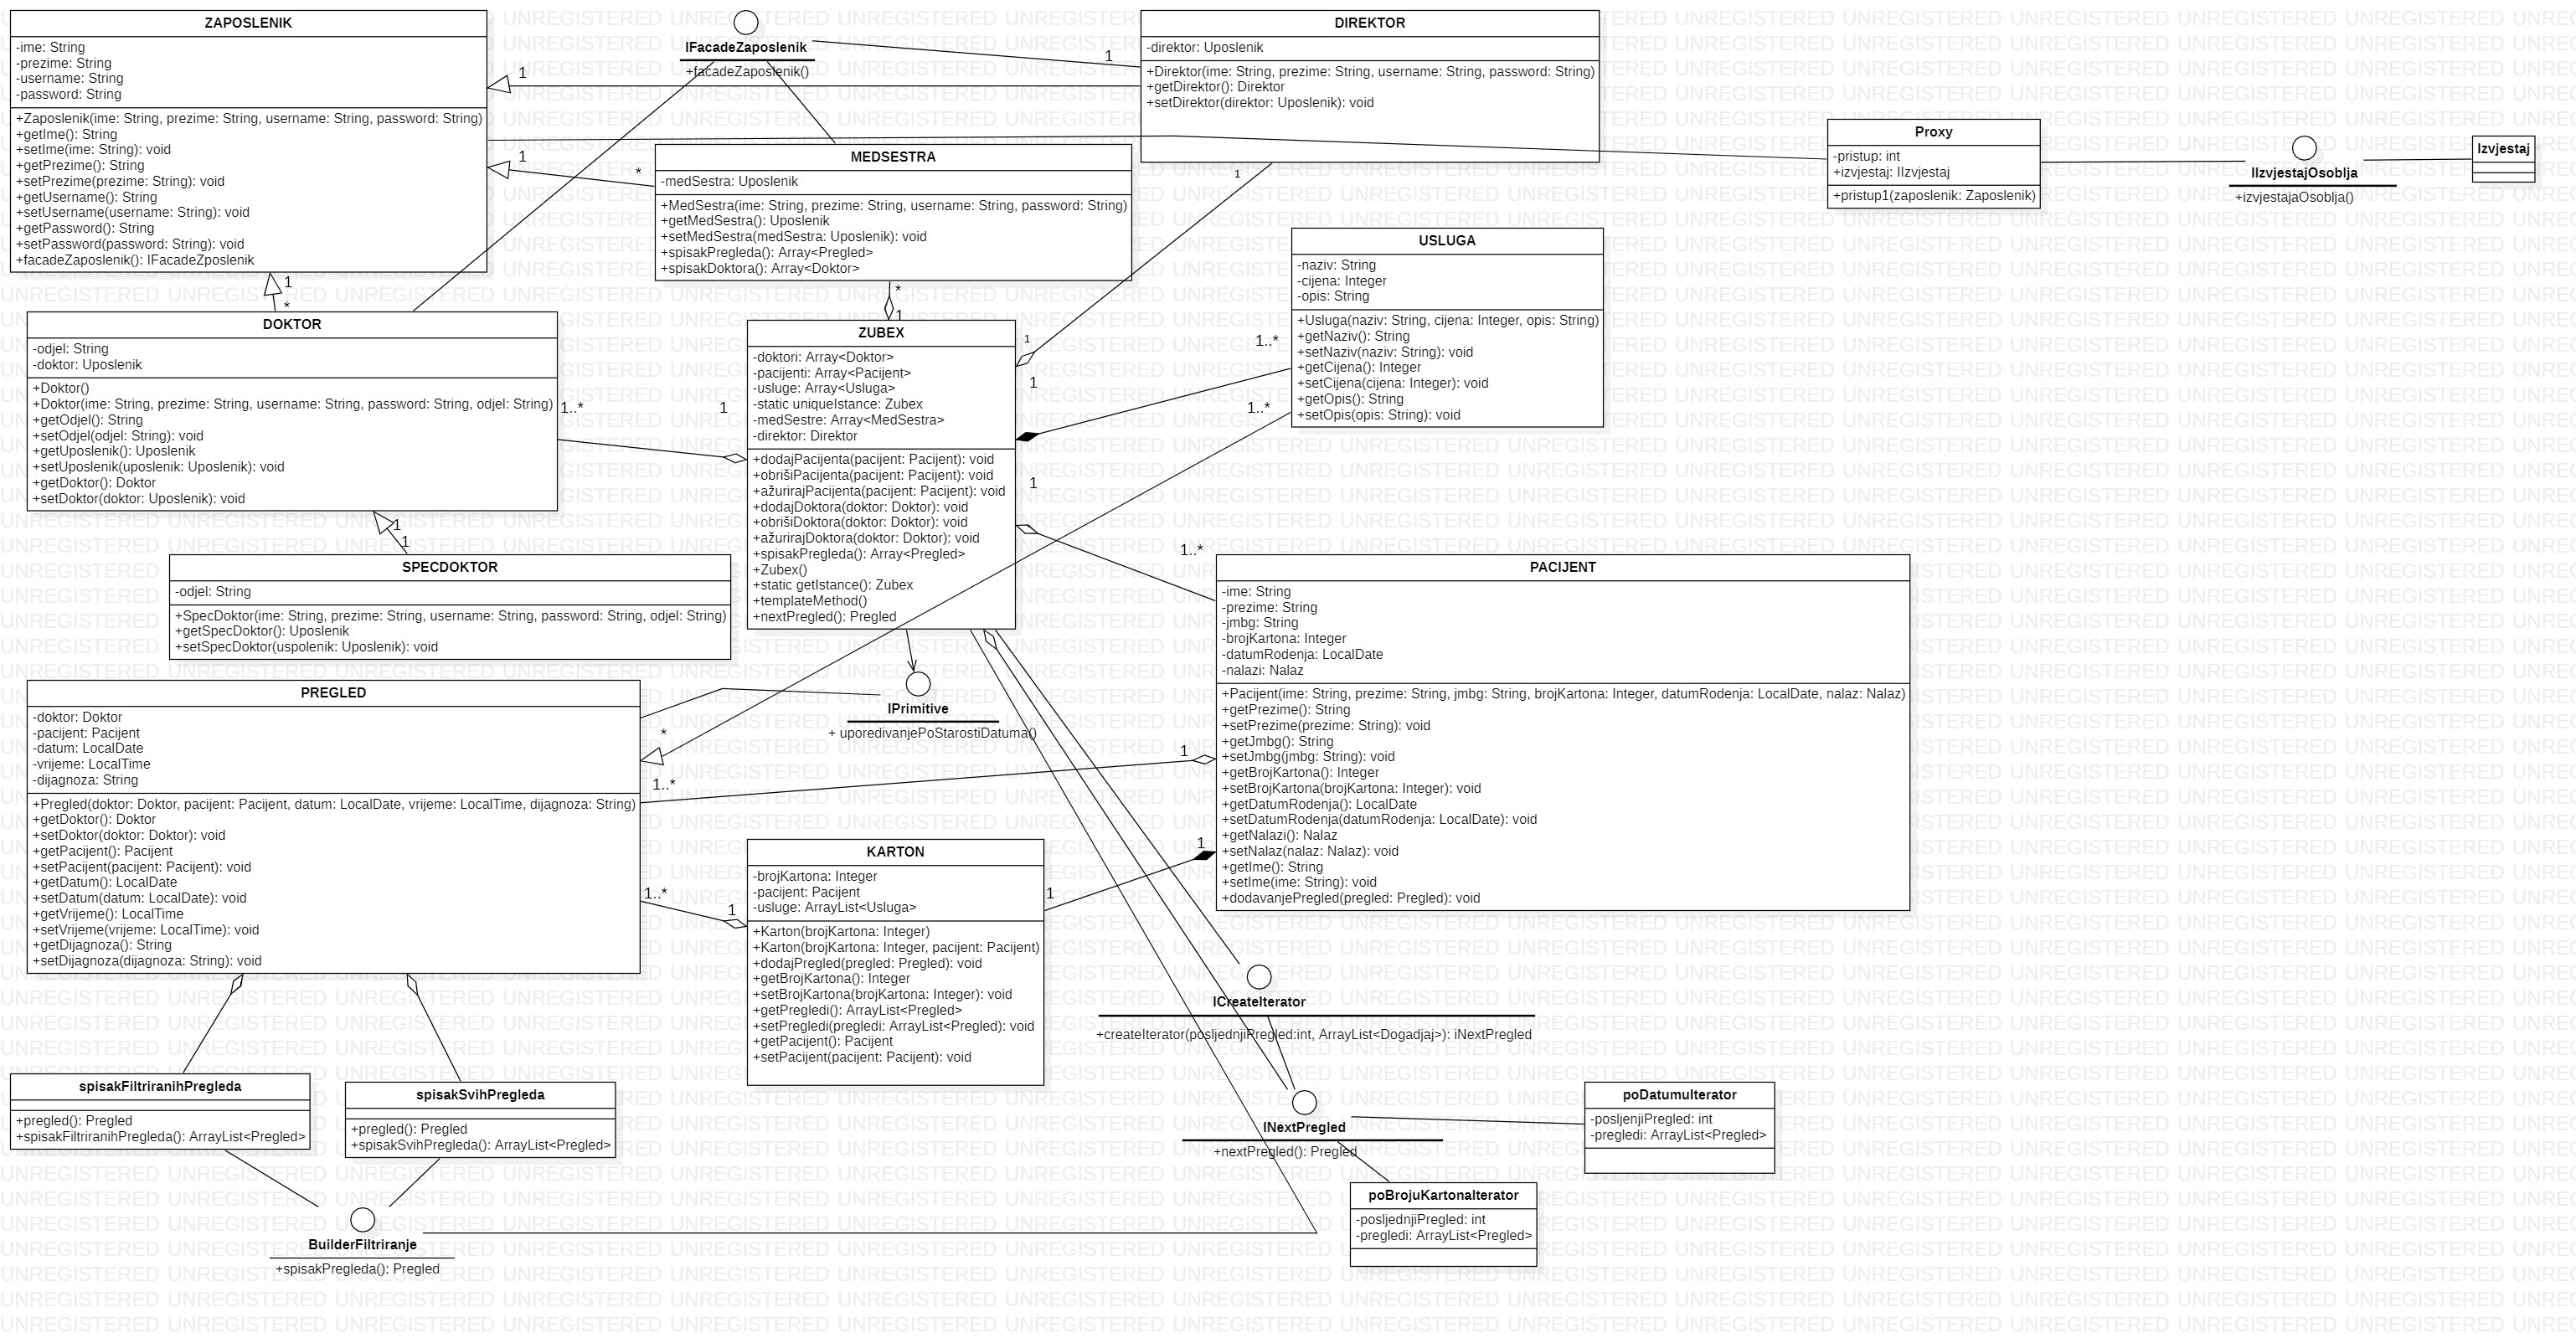 ZAPOSLENIK
-ime: String
-prezime: String
-username: String
-password: String
+Zaposlenik(ime: String, prezime: String, username: String, password: String)
+getIme(): String
+setIme(ime: String): void
+getPrezime(): String
+setPrezime(prezime: String): void
+getUsername(): String
+setUsername(username: String): void
+getPassword(): String
+setPassword(password: String): void
+facadeZaposlenik(): IFacadeZposlenik
IFacadeZaposlenik
+facadeZaposlenik()
DIREKTOR
-direktor: Uposlenik
+Direktor(ime: String, prezime: String, username: String, password: String)
+getDirektor(): Direktor
+setDirektor(direktor: Uposlenik): void
1
1
1
*
1
*
1
1
*
1
MEDSESTRA
-medSestra: Uposlenik
+MedSestra(ime: String, prezime: String, username: String, password: String)
+getMedSestra(): Uposlenik
+setMedSestra(medSestra: Uposlenik): void
+spisakPregleda(): Array<Pregled>
+spisakDoktora(): Array<Doktor>
Proxy
-pristup: int
+izvjestaj: IIzvjestaj
+pristup1(zaposlenik: Zaposlenik)
IIzvjestajOsoblja
+izvjestajaOsoblja()
Izvjestaj
USLUGA
-naziv: String
-cijena: Integer
-opis: String
+Usluga(naziv: String, cijena: Integer, opis: String)
+getNaziv(): String
+setNaziv(naziv: String): void
+getCijena(): Integer
+setCijena(cijena: Integer): void
+getOpis(): String
+setOpis(opis: String): void
DOKTOR
-odjel: String
-doktor: Uposlenik
+Doktor()
+Doktor(ime: String, prezime: String, username: String, password: String, odjel: String)
+getOdjel(): String
+setOdjel(odjel: String): void
+getUposlenik(): Uposlenik
+setUposlenik(uposlenik: Uposlenik): void
+getDoktor(): Doktor
+setDoktor(doktor: Uposlenik): void
1..*
1
ZUBEX
-doktori: Array<Doktor>
-pacijenti: Array<Pacijent>
-usluge: Array<Usluga>
-static uniqueIstance: Zubex
-medSestre: Array<MedSestra>
-direktor: Direktor
+dodajPacijenta(pacijent: Pacijent): void
+obrišiPacijenta(pacijent: Pacijent): void
+ažurirajPacijenta(pacijent: Pacijent): void
+dodajDoktora(doktor: Doktor): void
+obrišiDoktora(doktor: Doktor): void
+ažurirajDoktora(doktor: Doktor): void
+spisakPregleda(): Array<Pregled>
+Zubex()
+static getIstance(): Zubex
+templateMethod()
+nextPregled(): Pregled
1
1
1..*
1..*
1
1..*
1
1
SPECDOKTOR
-odjel: String
+SpecDoktor(ime: String, prezime: String, username: String, password: String, odjel: String)
+getSpecDoktor(): Uposlenik
+setSpecDoktor(uspolenik: Uposlenik): void
PACIJENT
-ime: String
-prezime: String
-jmbg: String
-brojKartona: Integer
-datumRodenja: LocalDate
-nalazi: Nalaz
+Pacijent(ime: String, prezime: String, jmbg: String, brojKartona: Integer, datumRodenja: LocalDate, nalaz: Nalaz)
+getPrezime(): String
+setPrezime(prezime: String): void
+getJmbg(): String
+setJmbg(jmbg: String): void
+getBrojKartona(): Integer
+setBrojKartona(brojKartona: Integer): void
+getDatumRodenja(): LocalDate
+setDatumRodenja(datumRodenja: LocalDate): void
+getNalazi(): Nalaz
+setNalaz(nalaz: Nalaz): void
+getIme(): String
+setIme(ime: String): void
+dodavanjePregled(pregled: Pregled): void
PREGLED
-doktor: Doktor
-pacijent: Pacijent
-datum: LocalDate
-vrijeme: LocalTime
-dijagnoza: String
+Pregled(doktor: Doktor, pacijent: Pacijent, datum: LocalDate, vrijeme: LocalTime, dijagnoza: String)
+getDoktor(): Doktor
+setDoktor(doktor: Doktor): void
+getPacijent(): Pacijent
+setPacijent(pacijent: Pacijent): void
+getDatum(): LocalDate
+setDatum(datum: LocalDate): void
+getVrijeme(): LocalTime
+setVrijeme(vrijeme: LocalTime): void
+getDijagnoza(): String
+setDijagnoza(dijagnoza: String): void
IPrimitive
+ uporedivanjePoStarostiDatuma()
*
1..*
1
1..*
1
1
1
KARTON
-brojKartona: Integer
-pacijent: Pacijent
-usluge: ArrayList<Usluga>
+Karton(brojKartona: Integer)
+Karton(brojKartona: Integer, pacijent: Pacijent)
+dodajPregled(pregled: Pregled): void
+getBrojKartona(): Integer
+setBrojKartona(brojKartona: Integer): void
+getPregledi(): ArrayList<Pregled>
+setPregledi(pregledi: ArrayList<Pregled): void
+getPacijent(): Pacijent
+setPacijent(pacijent: Pacijent): void
ICreateIterator
+createIterator(posljednjiPregled:int, ArrayList<Dogadjaj>): iNextPregled
INextPregled
+nextPregled(): Pregled
poDatumuIterator
-posljenjiPregled: int
-pregledi: ArrayList<Pregled>
poBrojuKartonaIterator
-posljednjiPregled: int
-pregledi: ArrayList<Pregled>
spisakFiltriranihPregleda
+pregled(): Pregled
+spisakFiltriranihPregleda(): ArrayList<Pregled>
spisakSvihPregleda
+pregled(): Pregled
+spisakSvihPregleda(): ArrayList<Pregled>
BuilderFiltriranje
+spisakPregleda(): Pregled